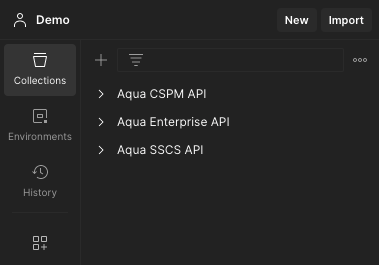 Demo
New
Import
Collections
Environments
History
Aqua CSPM API
Aqua Enterprise API
Aqua SSCS API